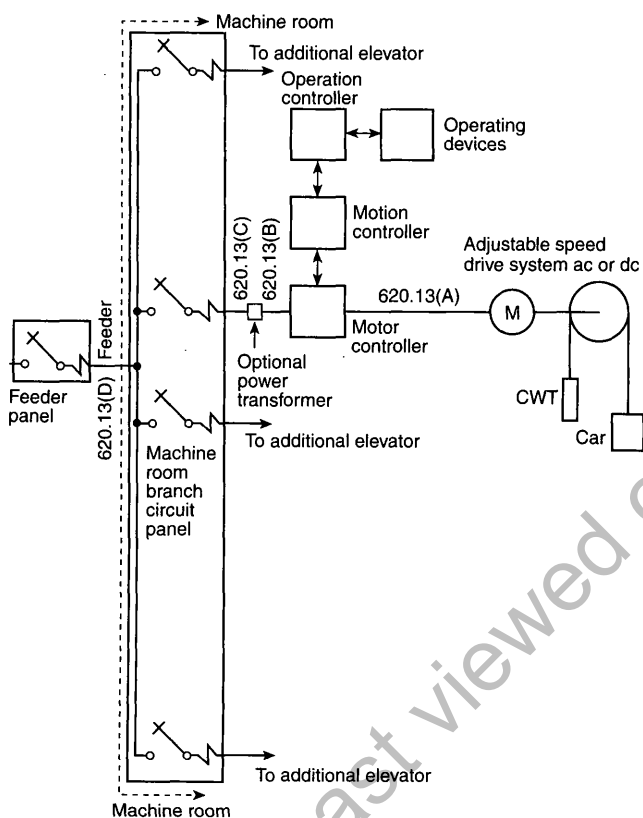 Machine room
To additional elevator
Operation
controller
Operating
devices
Motion
controller
620.13(C)
620.13(B)
Adjustable speed
drive system ac or dc
620.13(A)
M
Motor
controller
Feeder
Optional
power
transformer
Feeder
panel
620.13(D)
CWT
Car
To additional elevator
Machine
room
branch
circuit
panel
To additional elevator
Machine room
ast viewed